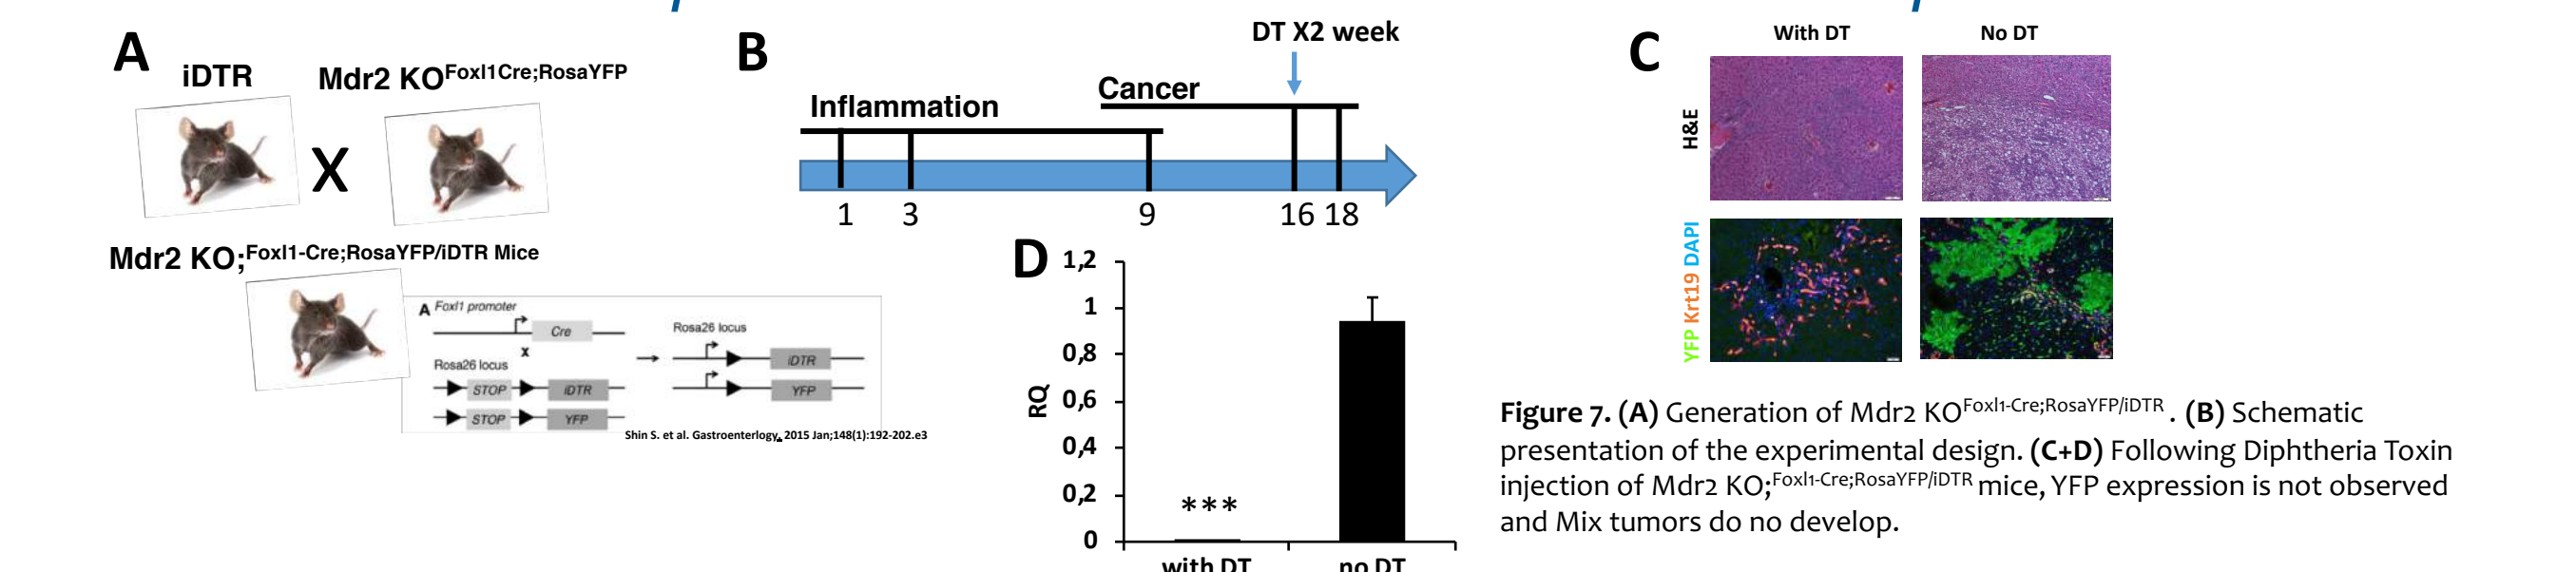 A
iDTR
Mdr2 KOFoxl1Cre;RosaYFP
X
Mdr2 KO;Foxl1-Cre;RosaYFP/iDTR Mice
A Foxl1 promoter
Cre
x
Rosa26 locus
STOP iDTR
STOP YFP
Rosa26 locus
iDTR
YFP
Shin S. et al. Gastroenterlogy, 2015 Jan;148(1):192-202.e3
B
DT X2 week
Cancer
Inflammation
1 3 9 16 18
D
1,2
1
0,8
0,6
0,4
0,2
0
RQ
***
with DT no DT
C
With DT No DT
H&E
YFP Krt19 DAPI
Figure 7. (A) Generation of Mdr2 KOFoxl1-Cre;RosaYFP/iDTR . (B) Schematic
presentation of the experimental design. (C+D) Following Diphtheria Toxin
injection of Mdr2 KO;Foxl1-Cre;RosaYFP/iDTR mice, YFP expression is not observed
and Mix tumors do no develop.